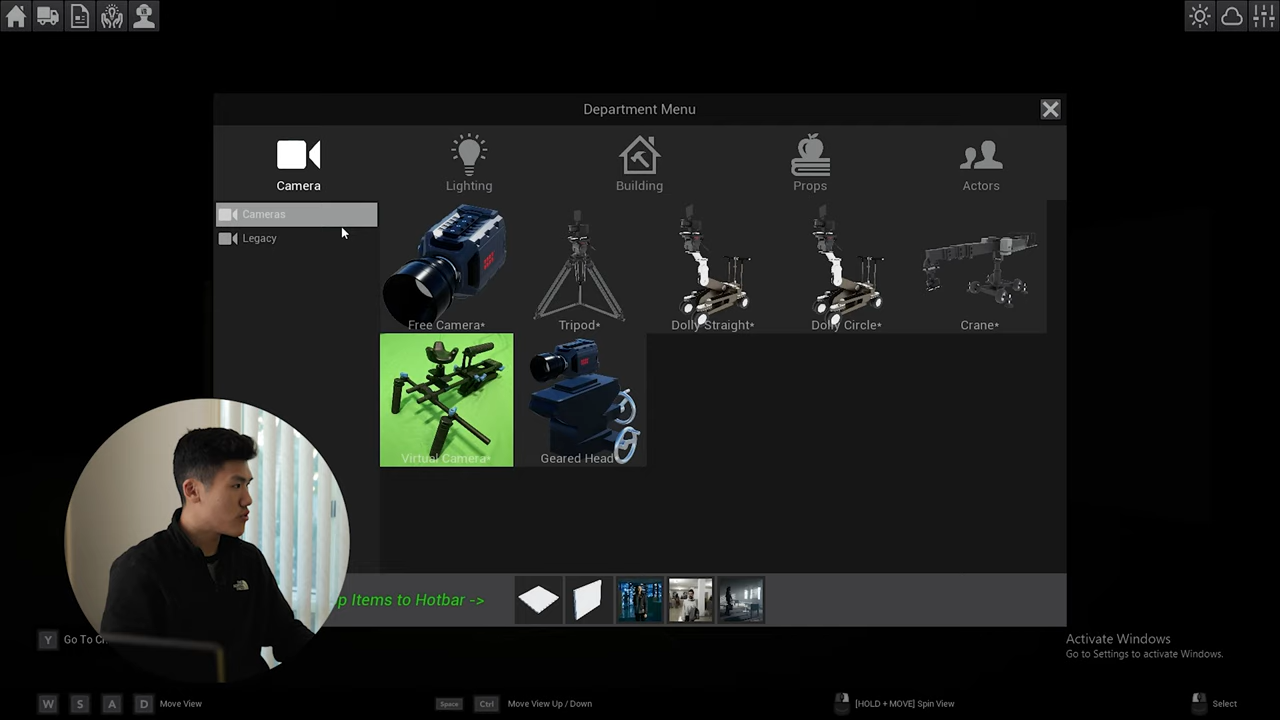 Department Menu
Camera
Lighting
Building
Props
Actors
Cameras
Legacy
Free Camera*
Tripod*
Dolly Straight*
Dolly Circle*
Crane*
Virtual Camera*
Geared Head
p Items to Hotbar ->
Y Go To C
Activate Windows
Go to Settings to activate Windows.
W S A D Move View
Space Ctrl Move View Up / Down
[HOLD + MOVE] Spin View
Select